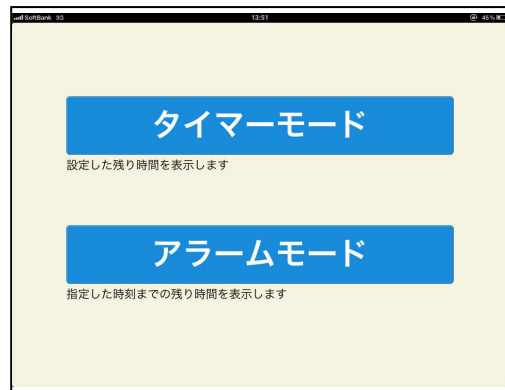 SoftBank 3G 13:51 45%
タイマーモード
設定した残り時間を表示します
アラームモード
指定した時刻までの残り時間を表示します